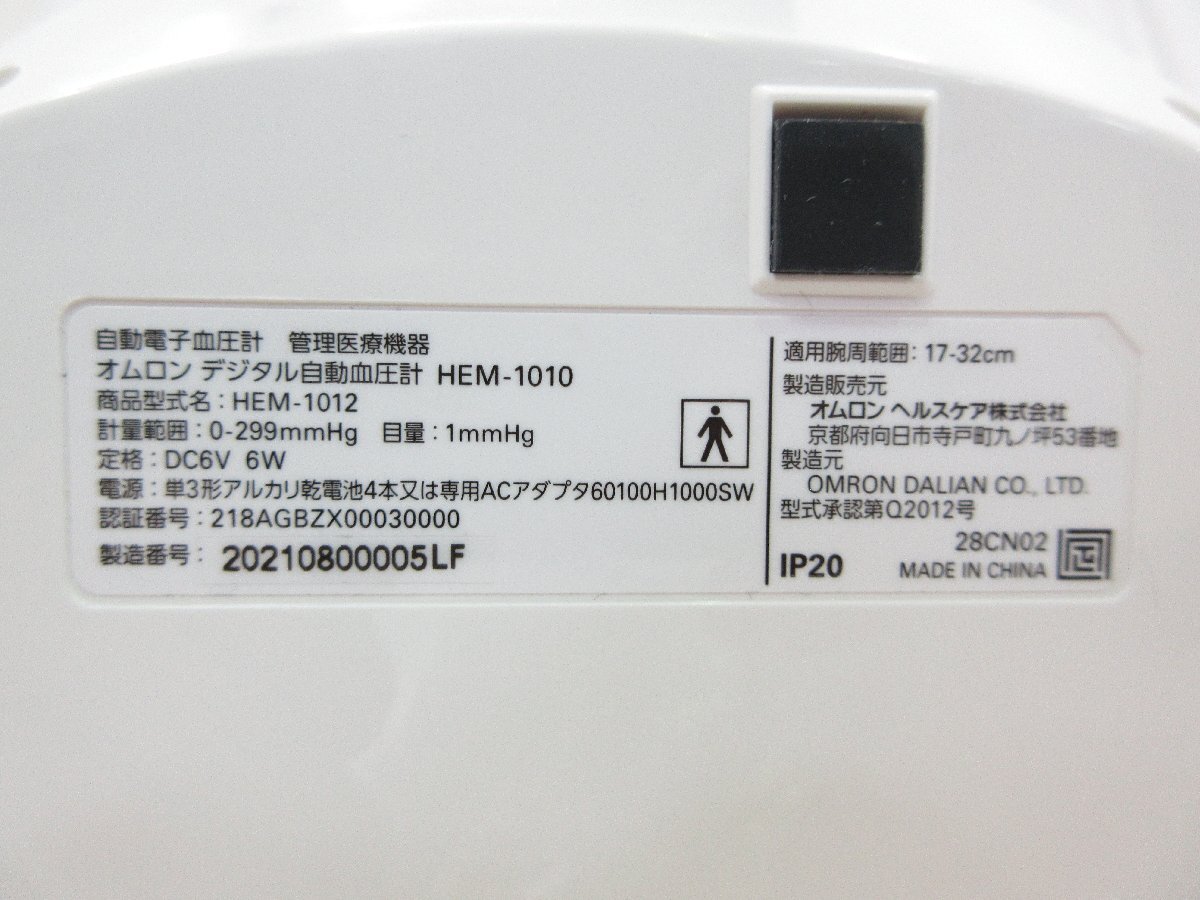 自動電子血圧計 管理医療機器
オムロン デジタル自動血圧計 HEM-1010
商品型式名：HEM-1012
計量範囲：0-299mmHg 目量：1mmHg
定格：DC6V 6W
電源：単3形アルカリ乾電池4本又は専用ACアダプタ60100H1000SW
認証番号：218AGBZX00030000
製造番号：20210800005LF
適用腕周範囲：17-32cm
製造販売元
オムロン ヘルスケア株式会社
京都府向日市寺戸町九ノ坪53番地
製造元
OMRON DALIAN CO., LTD.
型式承認第Q2012号
28CN02
IP20 MADE IN CHINA 正